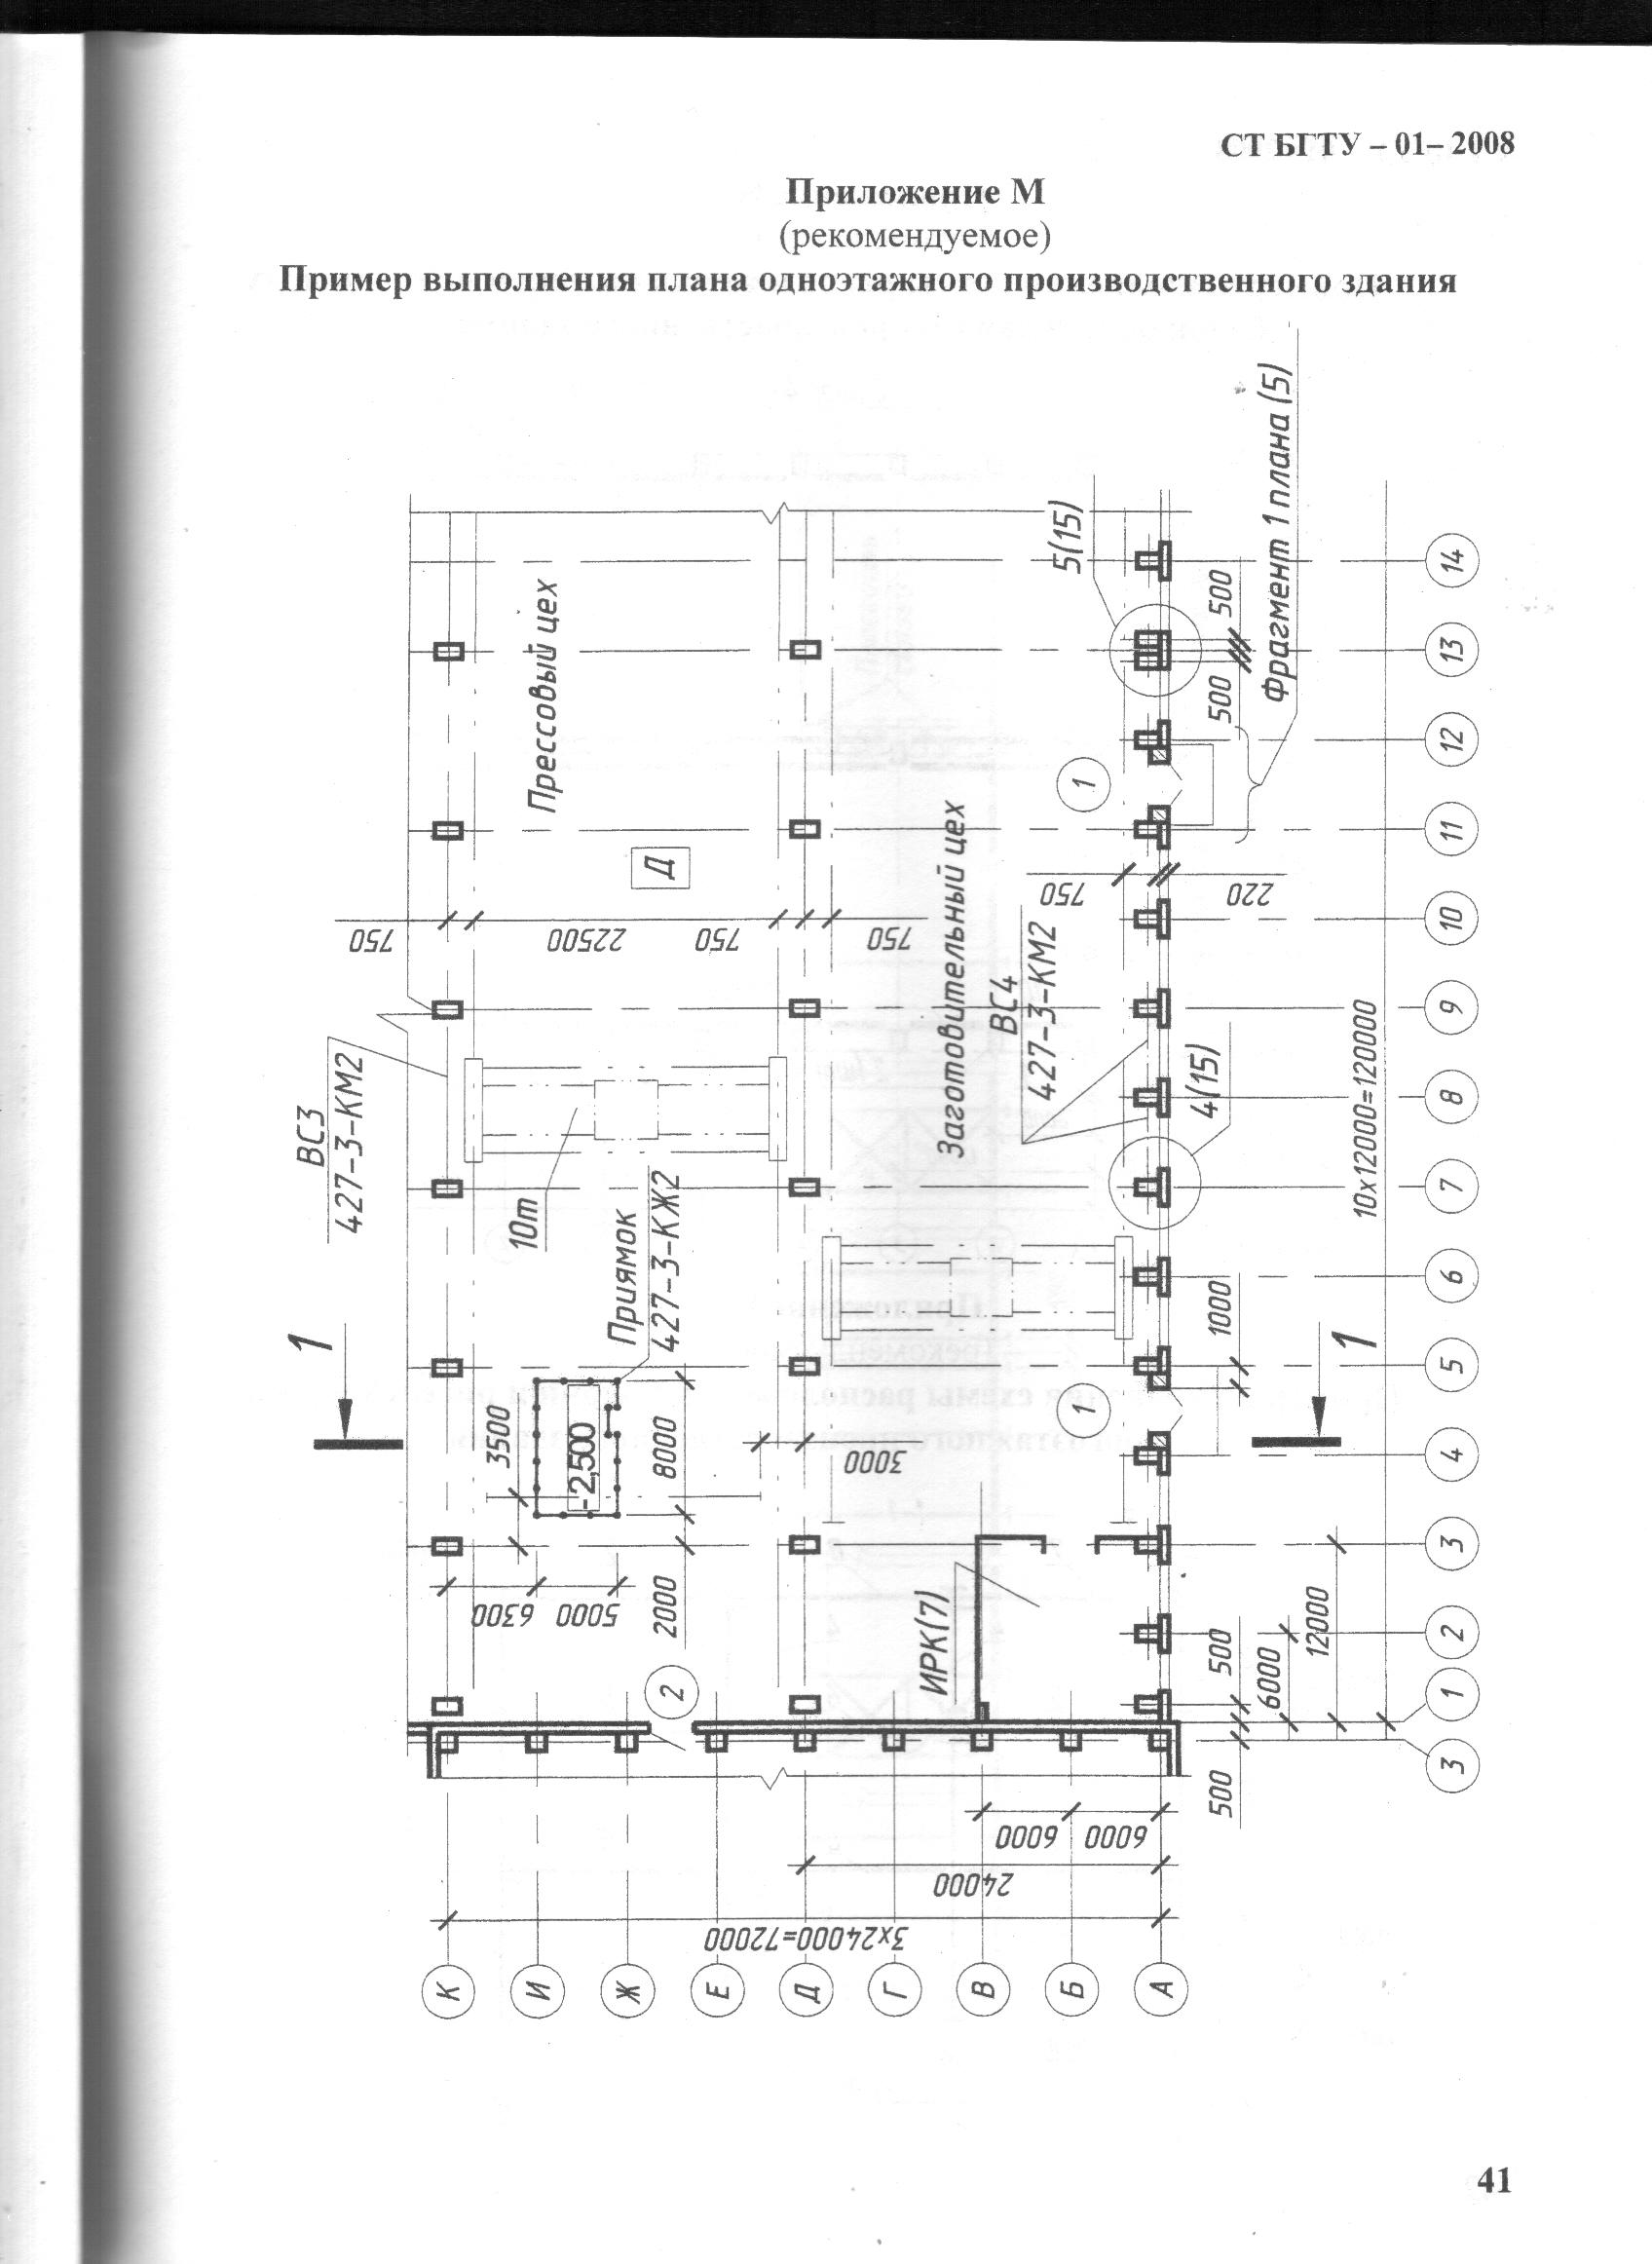 СТ БГТУ – 01– 2008
Приложение М
(рекомендуемое)
Пример выполнения плана одноэтажного производственного здания
Прессовый цех
5(15)
Фрагмент 1 плана (5)
500
500
1
Д
Заготовительный цех
750
22500
750
750
750
220
ВС3
427-3-КМ2
ВС4
427-3-КМ2
4(15)
10т
Приямок
427-3-КЖ2
10х12000=120000
1
1
1000
1
3500
-2,500
8000
3000
6300
5000
2000
2
ИРК(7)
500
6000
12000
500
6000
6000
24000
3х24000=72000
К
И
Ж
Е
Д
Г
В
Б
А
3
1
2
3
4
5
6
7
8
9
10
11
12
13
14
41